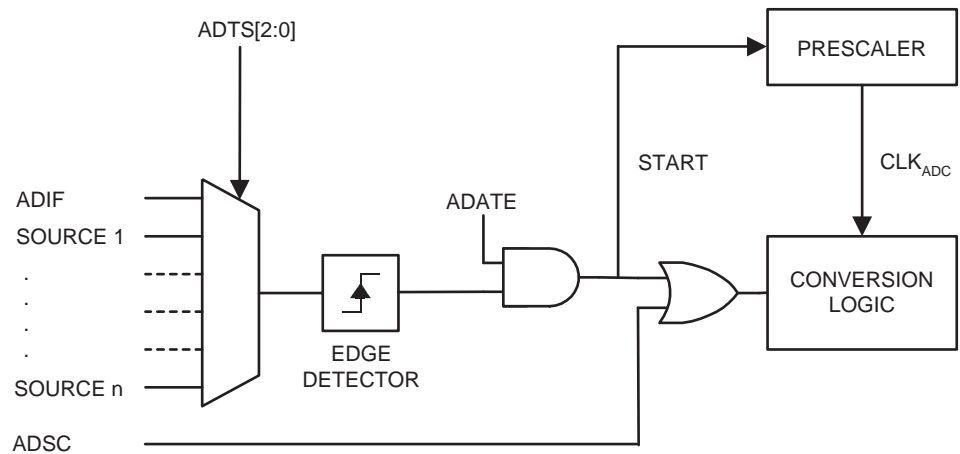 ADTS[2:0]
PRESCALER
START
CLKADC
ADIF
ADATE
SOURCE 1
.
.
.
.
CONVERSION
LOGIC
EDGE
DETECTOR
SOURCE n
ADSC